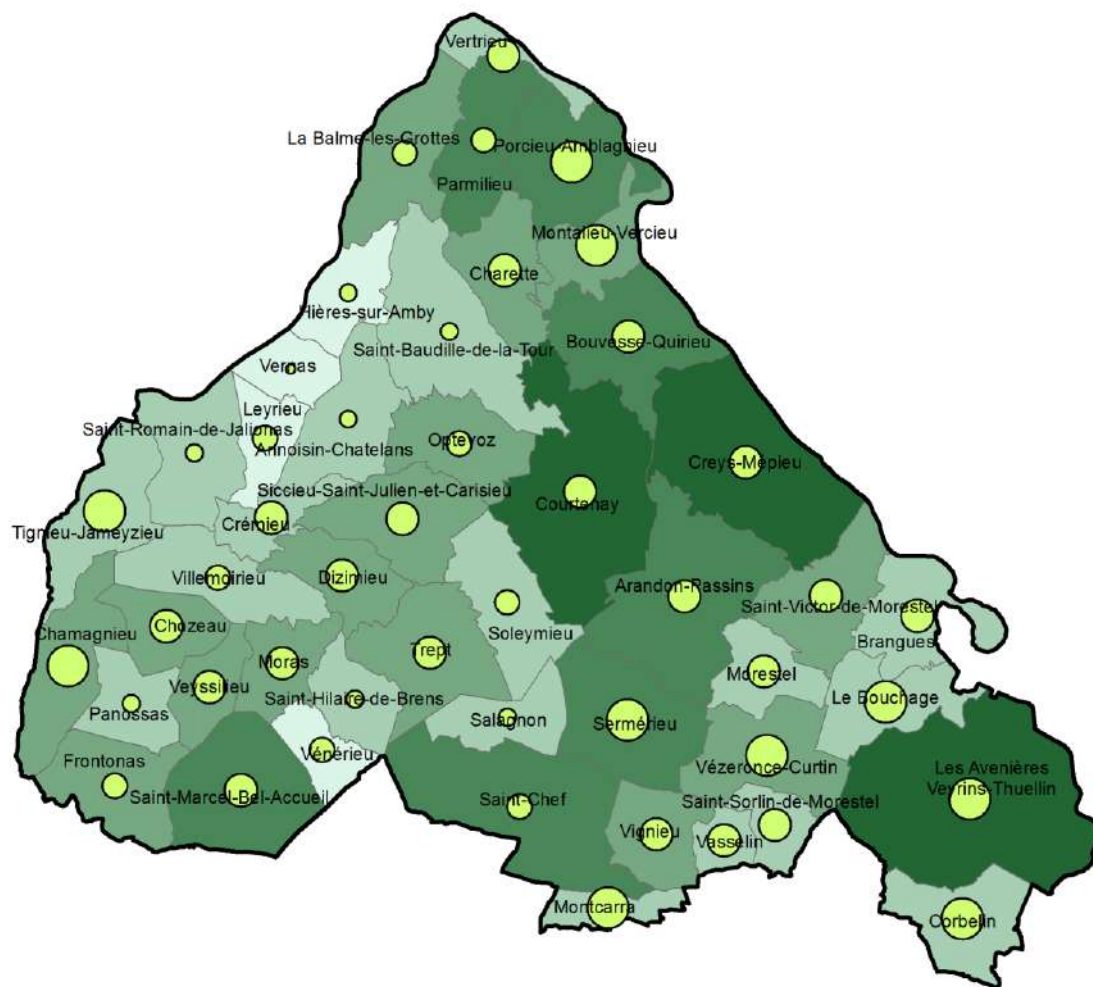 Vertrieu
La Balme-les-Grottes
Porcieu-Amblagnieu
Parmilieu
Montalieu-Vercieu
Charette
Hières-sur-Amby
Bouvesse-Quirieu
Saint-Baudille-de-la-Tour
Vernas
Leyrieu
Saint-Romain-de-Jalionas
Annoisin-Chatelans
Optevoz
Creys-Mépieu
Siccieu-Saint-Julien-et-Carisieu
Courtenay
Crémieu
Tignieu-Jameyzieu
Villemoirieu
Dizimieu
Arandon-Passins
Saint-Victor-de-Morestel
Chozeau
Soleymieu
Chamagnieu
Brangues
Trept
Moras
Morestel
Veyssilieu
Saint-Hilaire-de-Brens
Le Bouchage
Panossas
Salagnon
Sermérieu
Vénérieu
Frontonas
Vézeronce-Curtin
Les Avenières
Veyrins-Thuellin
Saint-Marcel-Bel-Accueil
Saint-Chef
Saint-Sorlin-de-Morestel
Vignieu
Vasselin
Montcarra
Corbelin